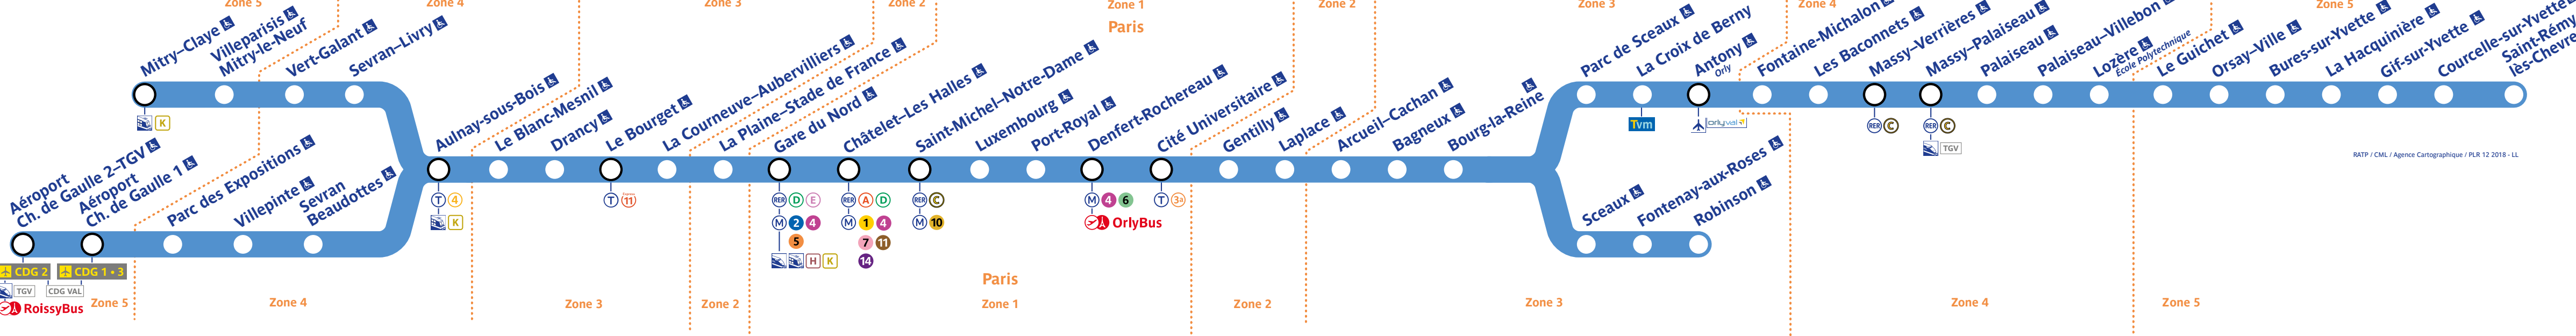 Zone 5
Zone 4
Zone 3
Zone 2
Zone 1
Paris
Zone 2
Zone 3
Zone 4
Zone 5
Mitry–Claye
Villeparisis
Mitry-le-Neuf
Vert-Galant
Sevran–Livry
K
Aéroport
Ch. de Gaulle 2–TGV
Aéroport
Ch. de Gaulle 1
Parc des Expositions
Villepinte
Sevran
Beaudottes
CDG 2
TGV
RoissyBus
CDG 1 • 3
CDG VAL
Aulnay-sous-Bois
T 4
K
Le Blanc-Mesnil
Drancy
Le Bourget
T 11
La Courneuve–Aubervilliers
La Plaine–Stade de France
Gare du Nord
RER D E
M 2 4
5
H K
Châtelet–Les Halles
RER A D
M 1 4
7 11
14
Saint-Michel–Notre-Dame
RER C
M 10
Luxembourg
Port-Royal
Denfert-Rochereau
M 4 6
OrlyBus
Cité Universitaire
T 3a
Gentilly
Laplace
Arcueil–Cachan
Bagneux
Bourg-la-Reine
Parc de Sceaux
La Croix de Berny
Tvm
Antony
Orly
orlyval
Fontaine-Michalon
Les Baconnets
Massy–Verrières
RER C
Massy–Palaiseau
RER C
TGV
Palaiseau
Palaiseau–Villebon
Lozère
École Polytechnique
Le Guichet
Orsay–Ville
Bures-sur-Yvette
La Hacquinière
Gif-sur-Yvette
Courcelle-sur-Yvette
Saint-Rémy
lès-Chevre
Sceaux
Fontenay-aux-Roses
Robinson
RATP / CML / Agence Cartographique / PLR 12 2018 - LL
Zone 5
Zone 4
Zone 3
Zone 2
Paris
Zone 1
Zone 2
Zone 3
Zone 4
Zone 5